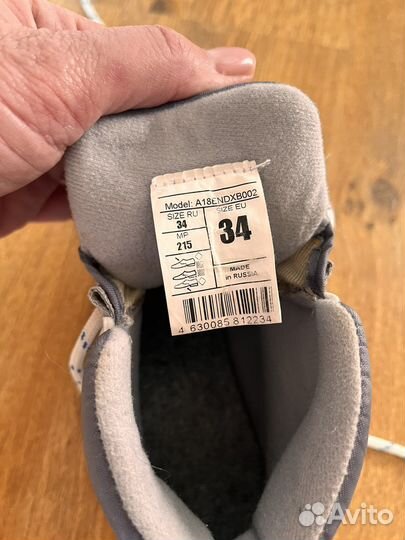 Model: A18ENDXB002
SIZE RU
34
MP
215
SIZE EU
34
MADE
in RUSSIA
4 630085 812234
Avito